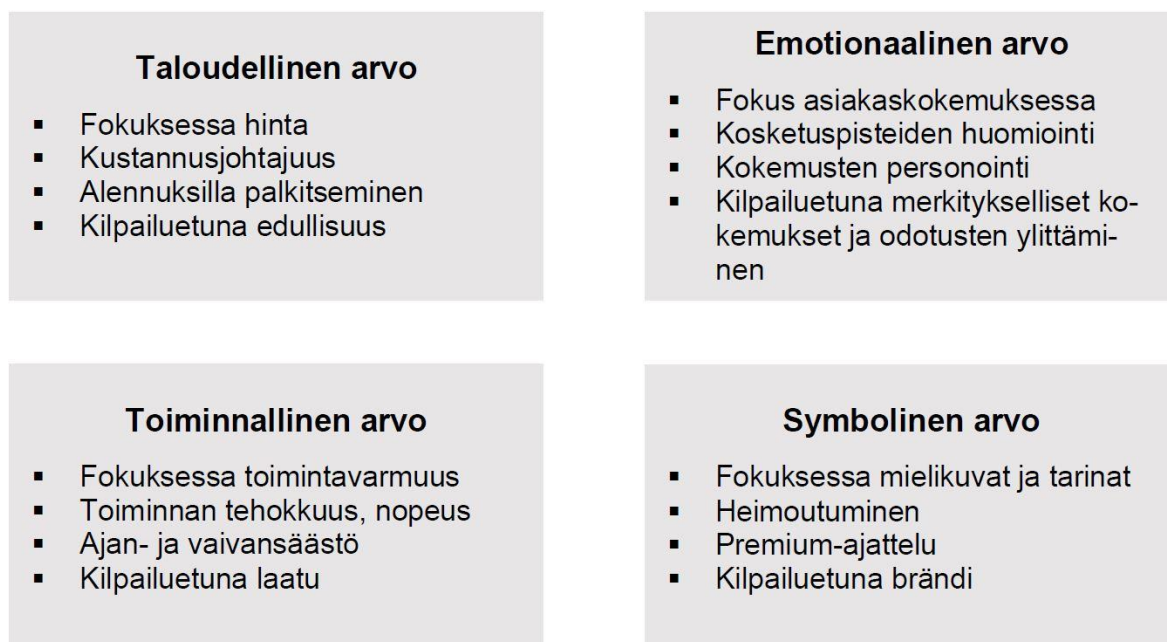 Taloudellinen arvo
▪ Fokuksessa hinta
▪ Kustannusjohtajuus
▪ Alennuksilla palkitseminen
▪ Kilpailuetuna edullisuus
Emotionaalinen arvo
▪ Fokus asiakaskokemuksessa
▪ Kosketuspisteiden huomiointi
▪ Kokemusten personointi
▪ Kilpailuetuna merkitykselliset ko-
kemukset ja odotusten ylittämi-
nen
Toiminnallinen arvo
▪ Fokuksessa toimintavarmuus
▪ Toiminnan tehokkuus, nopeus
▪ Ajan- ja vaivansäästö
▪ Kilpailuetuna laatu
Symbolinen arvo
▪ Fokuksessa mielikuvat ja tarinat
▪ Heimoutuminen
▪ Premium-ajattelu
▪ Kilpailuetuna brändi